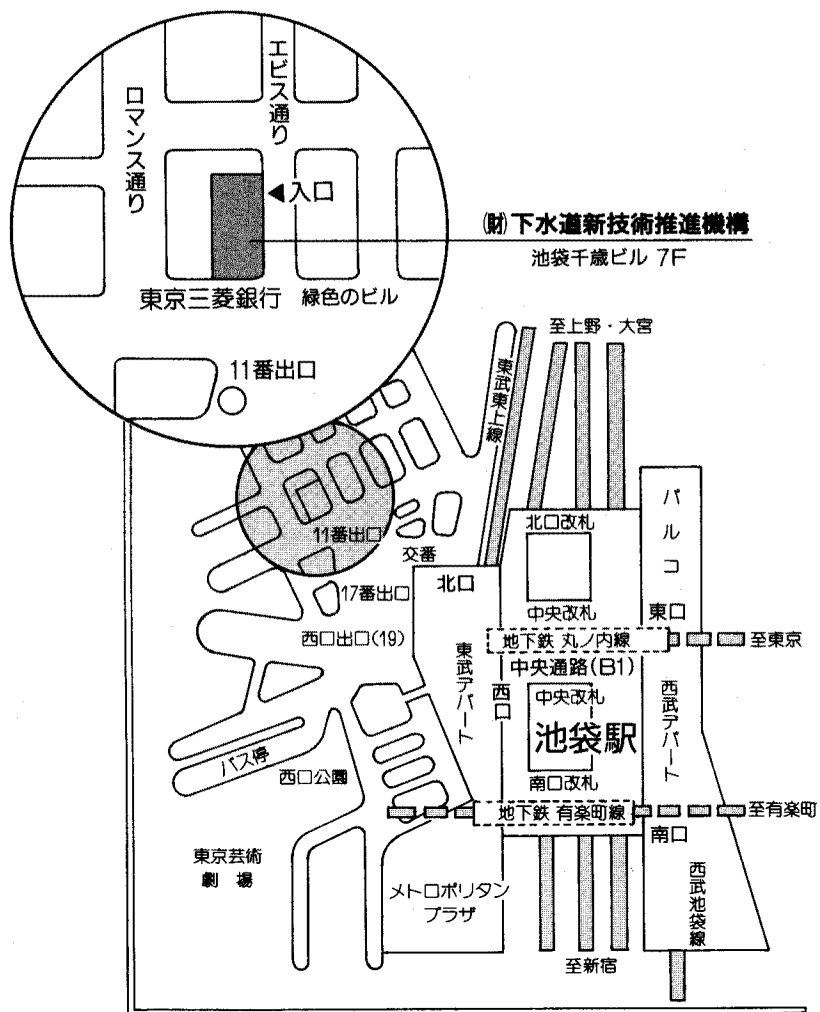 エビス通り
ロマンス通り
◀入口
㈶下水道新技術推進機構
池袋千歳ビル 7F
東京三菱銀行
緑色のビル
11番出口
至上野・大宮
東武東上線
パルコ
北口改札
11番出口
交番
北口
17番出口
中央改札
東口
西口出口(19)
地下鉄 丸ノ内線
至東京
中央通路(B1)
東武デパート
西口
中央改札
西武デパート
池袋駅
バス停
西口公園
南口改札
地下鉄 有楽町線
至有楽町
南口
東京芸術
劇場
メトロポリタン
プラザ
西武池袋線
至新宿